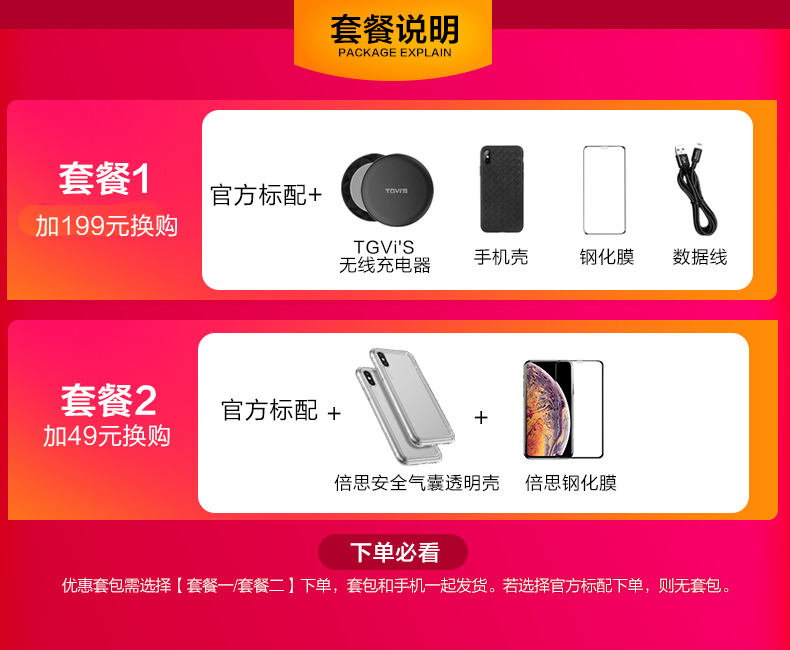 套餐说明
PACKAGE EXPLAIN
套餐1
加199元换购
官方标配+
TGVi'S
TGVi'S
无线充电器
手机壳
钢化膜
数据线
套餐2
加49元换购
官方标配 + +
倍思安全气囊透明壳
倍思钢化膜
下单必看
优惠套包需选择【套餐一/套餐二】下单，套包和手机一起发货。若选择官方标配下单，则无套包。